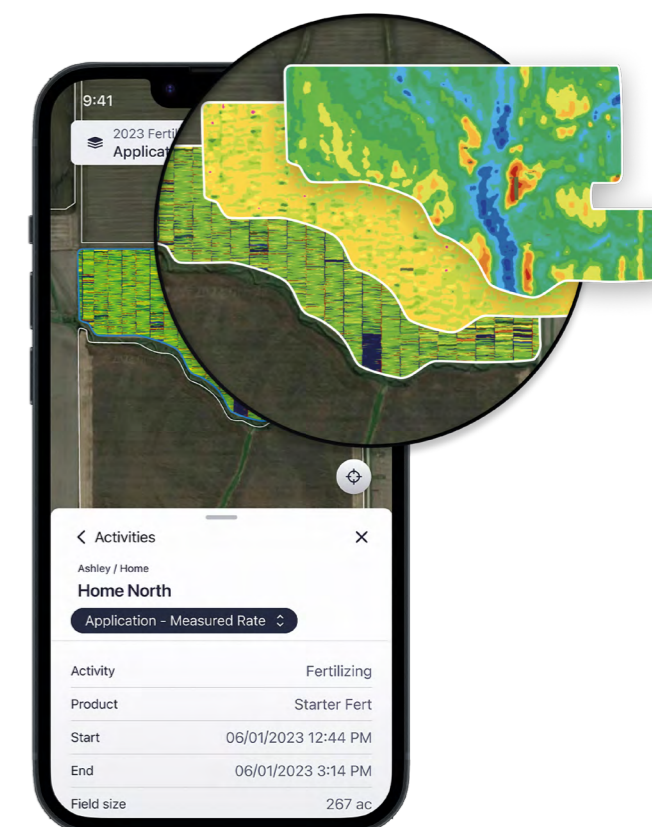 9:41
2023 Fertil
Applicat
Activities
Ashley / Home
Home North
Application - Measured Rate
Activity Fertilizing
Product Starter Fert
Start 06/01/2023 12:44 PM
End 06/01/2023 3:14 PM
Field size 267 ac